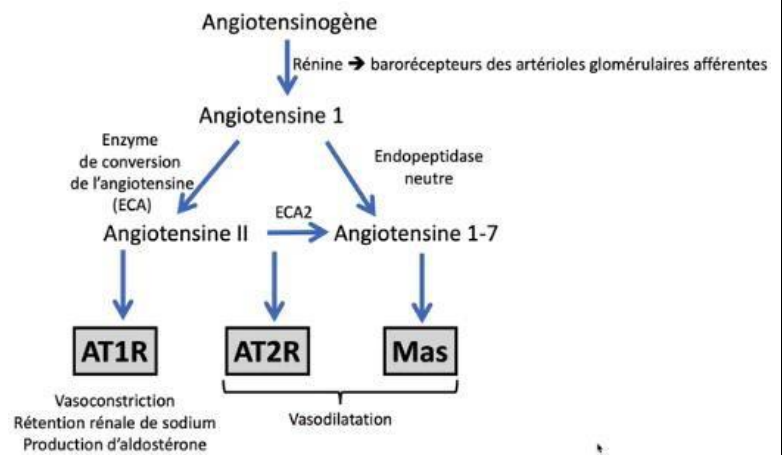 Angiotensinogène
Rénine ➔ barorécepteurs des artérioles glomérulaires afférentes
Angiotensine 1
Enzyme
de conversion
de l'angiotensine
(ECA)
Endopeptidase
neutre
Angiotensine II
ECA2
Angiotensine 1-7
AT1R
AT2R
Mas
Vasoconstriction
Rétention rénale de sodium
Production d'aldostérone
Vasodilatation